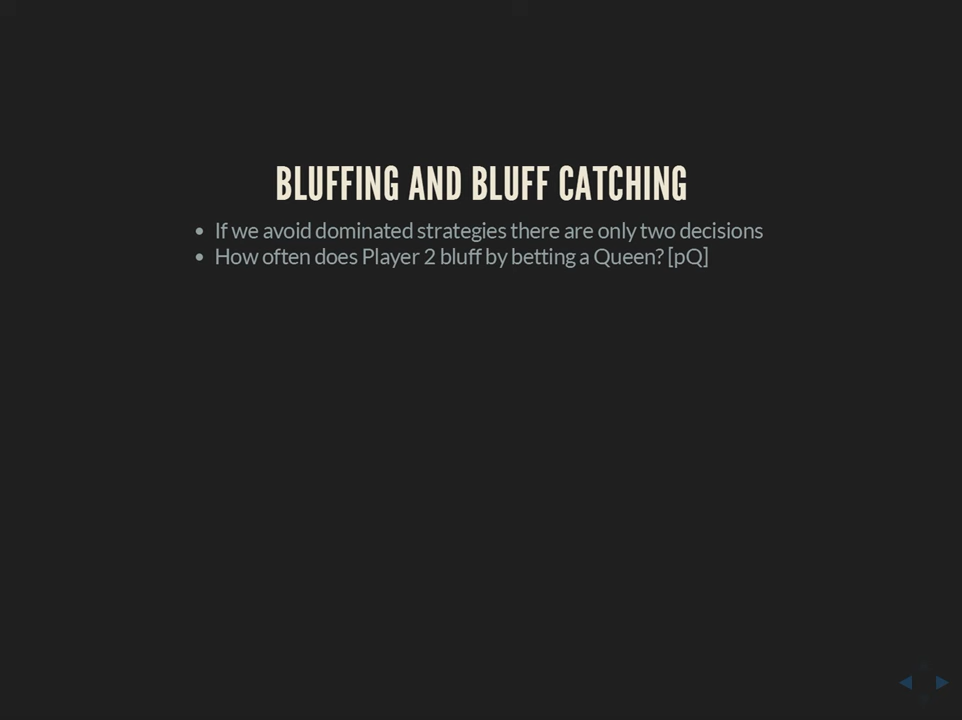 BLUFFING AND BLUFF CATCHING
• If we avoid dominated strategies there are only two decisions
• How often does Player 2 bluff by betting a Queen? [pQ]